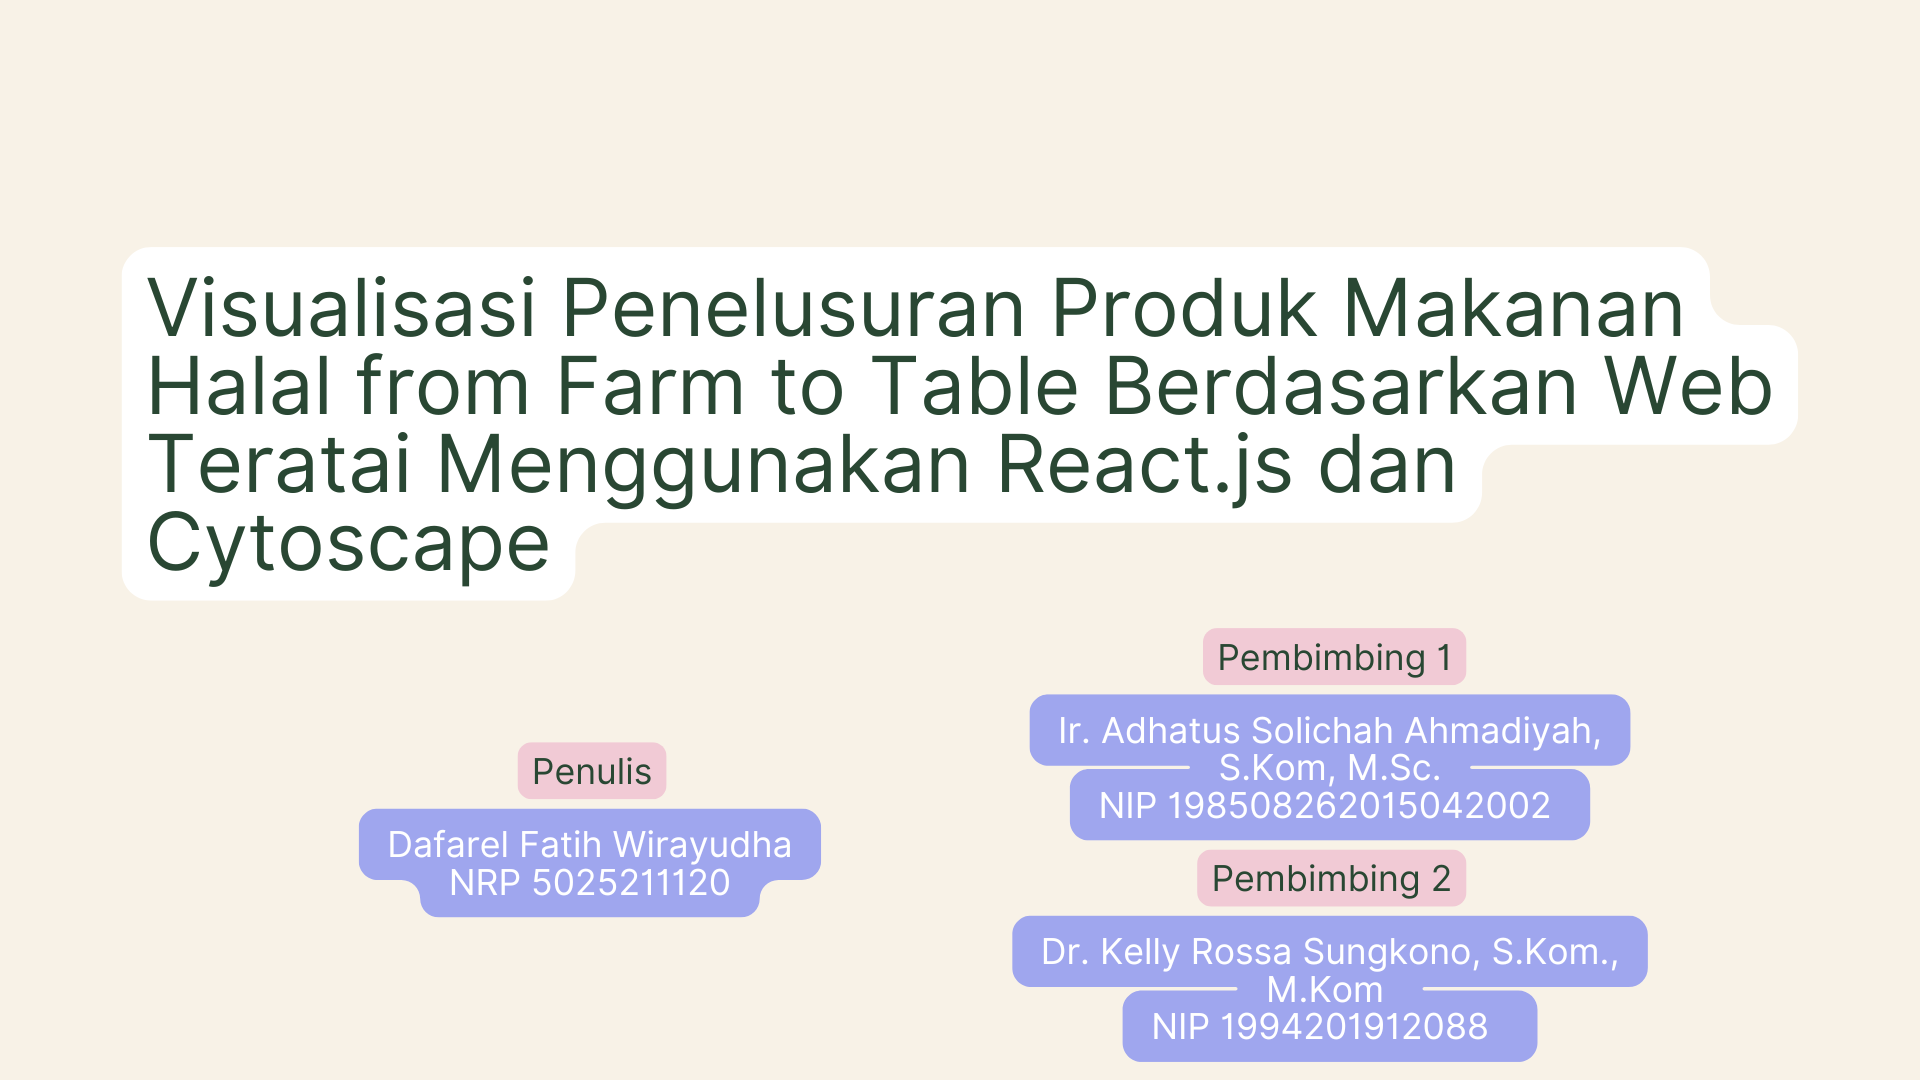 Visualisasi Penelusuran Produk Makanan
Halal from Farm to Table Berdasarkan Web
Teratai Menggunakan React.js dan
Cytoscape
Penulis
Dafarel Fatih Wirayudha
NRP 5025211120
Pembimbing 1
Ir. Adhatus Solichah Ahmadiyah,
S.Kom, M.Sc.
NIP 198508262015042002
Pembimbing 2
Dr. Kelly Rossa Sungkono, S.Kom.,
M.Kom
NIP 1994201912088